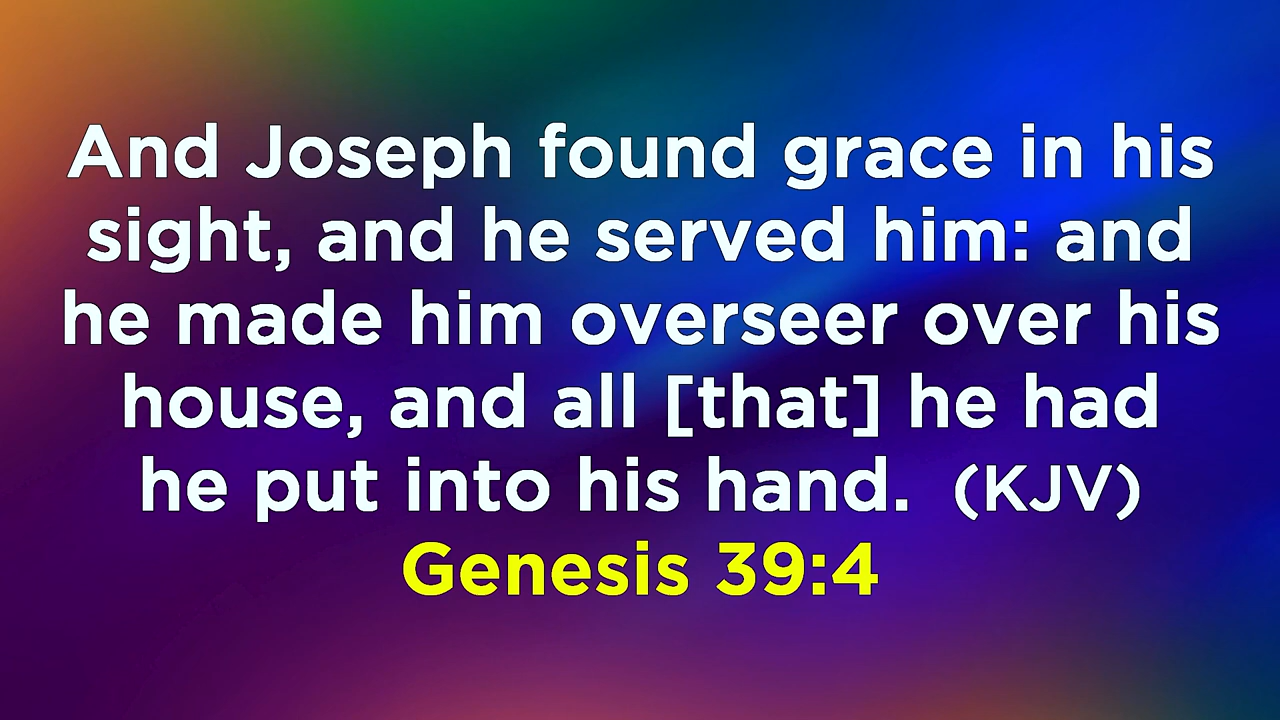 And Joseph found grace in his
sight, and he served him: and
he made him overseer over his
house, and all [that] he had
he put into his hand.  (KJV)
Genesis 39:4